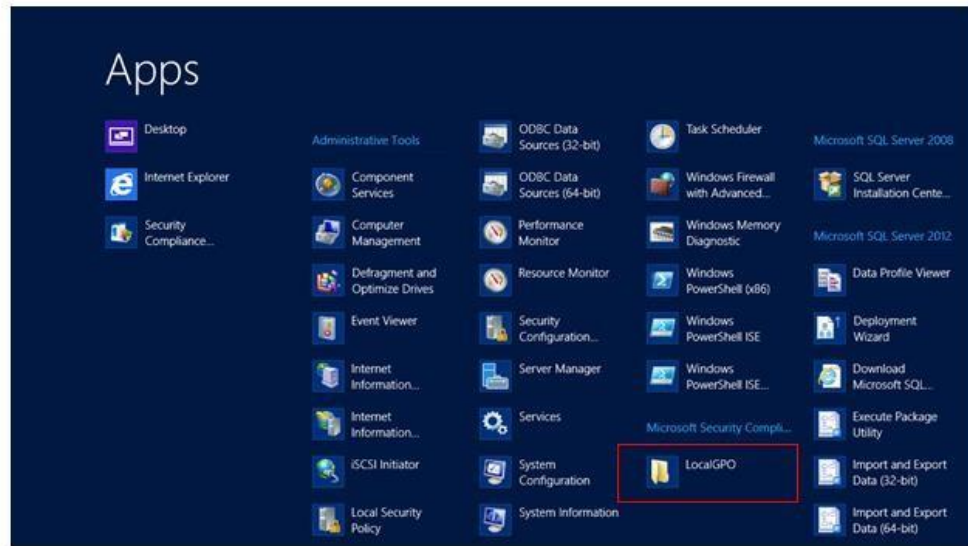 Apps
Desktop
Internet Explorer
Security
Compliance...
Administrative Tools
Component
Services
Computer
Management
Defragment and
Optimize Drives
Event Viewer
Internet
Information...
Internet
Information...
iSCSI Initiator
Local Security
Policy
ODBC Data
Sources (32-bit)
ODBC Data
Sources (64-bit)
Performance
Monitor
Resource Monitor
Security
Configuration...
Server Manager
Services
System
Configuration
System Information
Task Scheduler
Windows Firewall
with Advanced...
Windows Memory
Diagnostic
Windows
PowerShell (x86)
Windows
PowerShell ISE
Windows
PowerShell ISE...
Microsoft Security Compli...
LocalGPO
Microsoft SQL Server 2008
SQL Server
Installation Cente...
Microsoft SQL Server 2012
Data Profile Viewer
Deployment
Wizard
Download
Microsoft SQL...
Execute Package
Utility
Import and Export
Data (32-bit)
Import and Export
Data (64-bit)